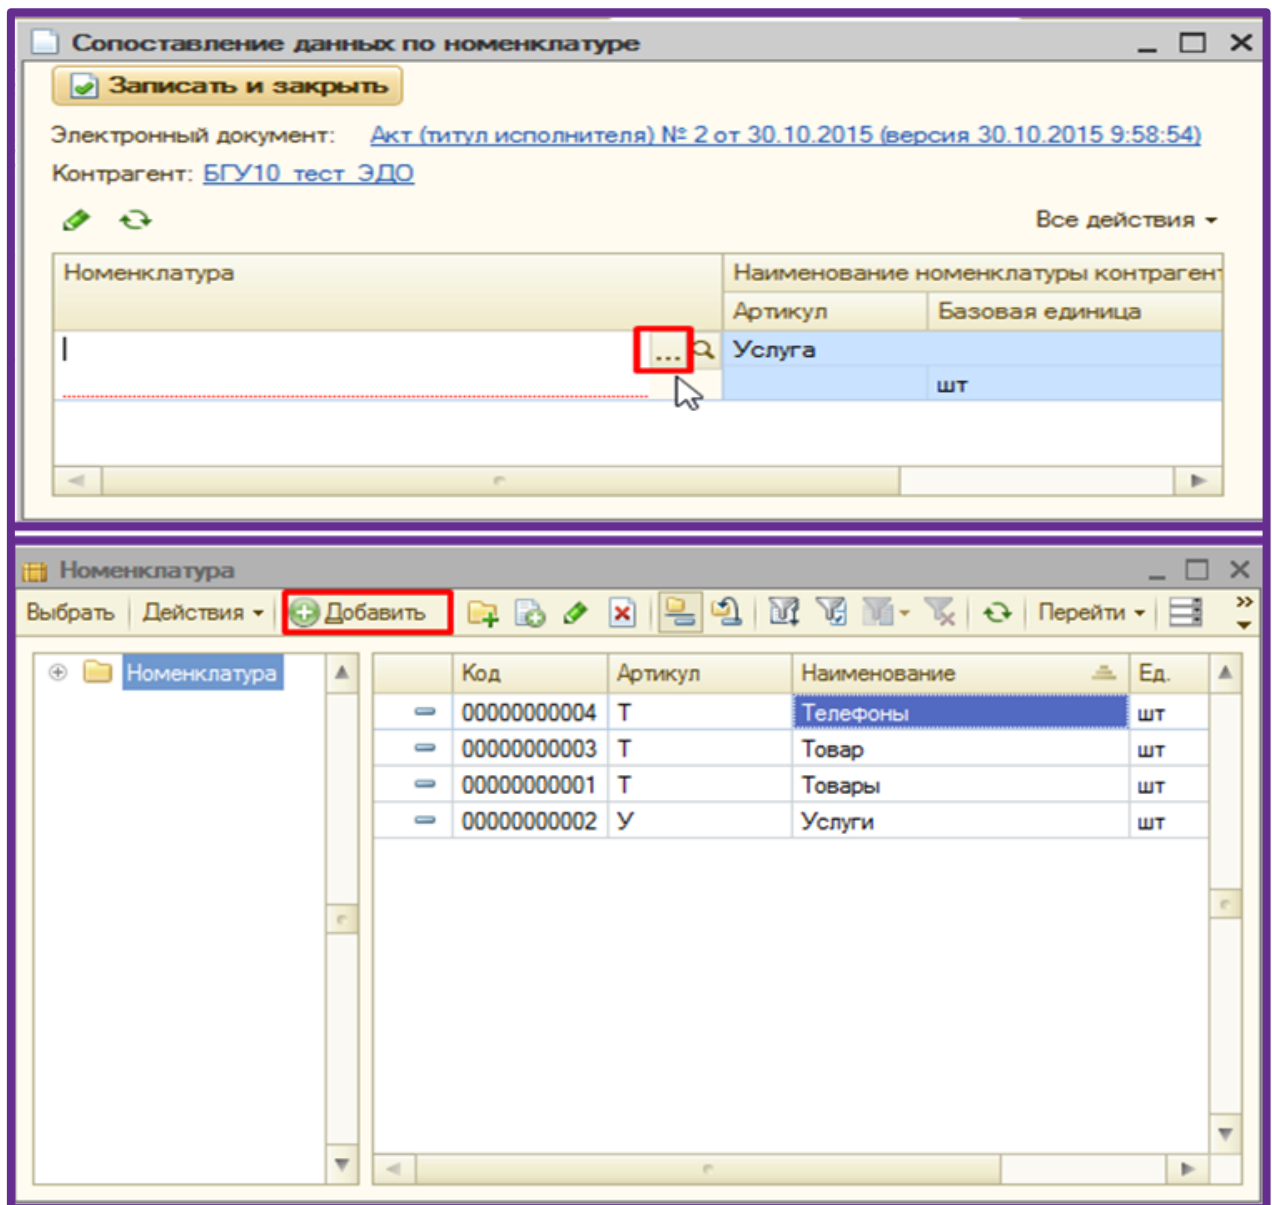 Сопоставление данных по номенклатуре
Записать и закрыть
Электронный документ: Акт (титул исполнителя) № 2 от 30.10.2015 (версия 30.10.2015 9:58:54)
Контрагент: БГУ10 тест ЭДО
Все действия
Номенклатура Наименование номенклатуры контраген
Артикул Базовая единица
... Услуга
шт
Номенклатура
Выбрать Действия Добавить Перейти
Номенклатура Код Артикул Наименование Ед.
00000000004 Т Телефоны шт
00000000003 Т Товар шт
00000000001 Т Товары шт
00000000002 У Услуги шт